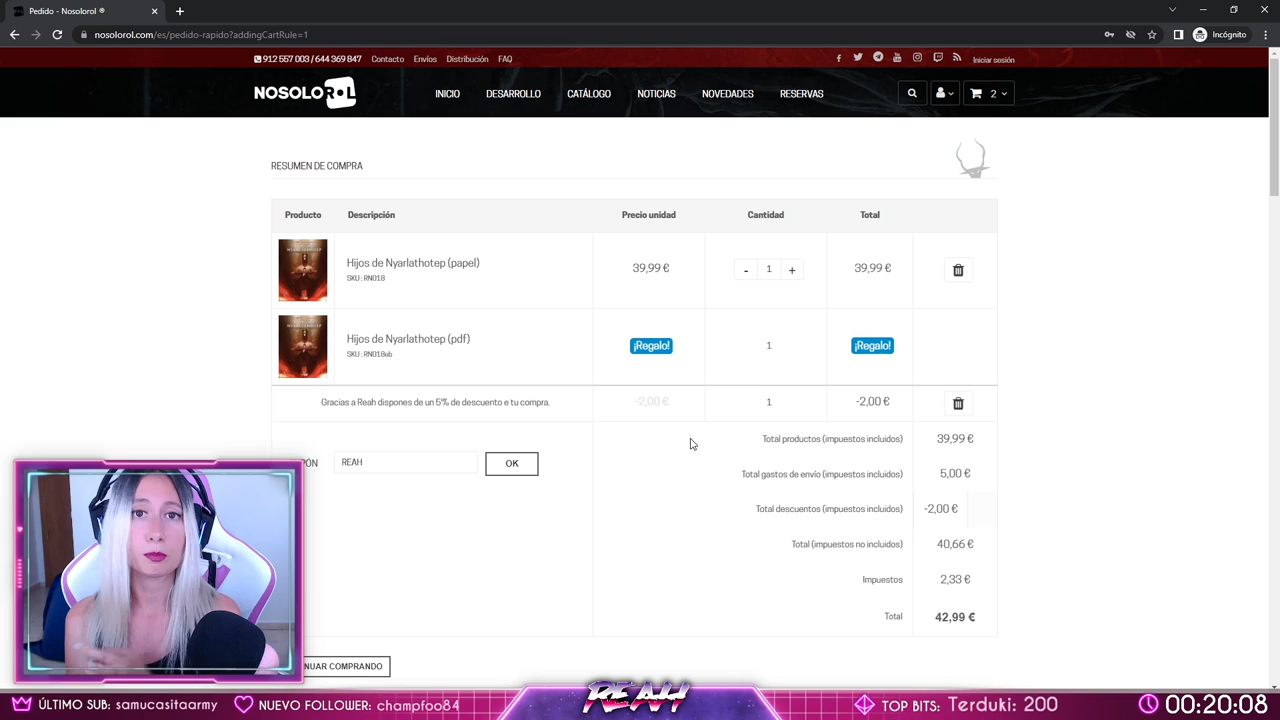 Pedido - Nosolorol ®
nosolorol.com/es/pedido-rapido?addingCartRule=1
Incógnito
912 557 003 / 644 369 847 Contacto Envíos Distribución FAQ
Iniciar sesión
NOSOLOROL
INICIO DESARROLLO CATÁLOGO NOTICIAS NOVEDADES RESERVAS
2
RESUMEN DE COMPRA
Producto Descripción Precio unidad Cantidad Total
Hijos de Nyarlathotep (papel)
SKU : RN018
39,99 € - 1 + 39,99 €
Hijos de Nyarlathotep (pdf)
SKU : RN018eb
¡Regalo! 1 ¡Regalo!
Gracias a Reah dispones de un 5% de descuento e tu compra. -2,00 € 1 -2,00 €
Total productos (impuestos incluidos) 39,99 €
PÓN REAH OK
Total gastos de envío (impuestos incluidos) 5,00 €
Total descuentos (impuestos incluidos) -2,00 €
Total (impuestos no incluidos) 40,66 €
Impuestos 2,33 €
Total 42,99 €
NUAR COMPRANDO
REAH
ÚLTIMO SUB: samucasitaarmy NUEVO FOLLOWER: champfoo84 TOP BITS: Terduki: 200 00:20:08